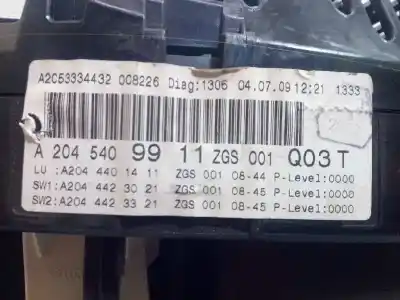 A2C53334432 008226 Diag:1306 04.07.09 12:21 1333
A 204 540 99 11 ZGS 001 Q03T
LU :A204 440 14 11 ZGS 001 08-44 P-Level:0000
SW1:A204 442 30 21 ZGS 001 08-45 P-Level:0000
SW2:A204 442 33 21 ZGS 001 08-45 P-Level:0000